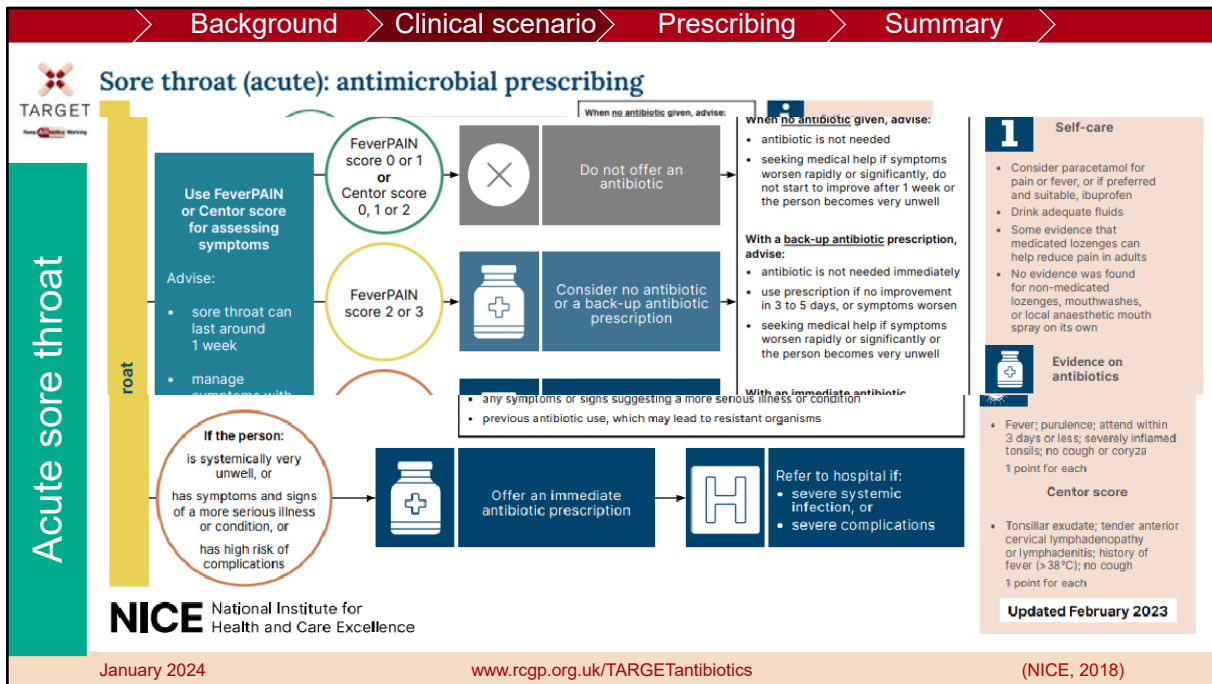 Background
Clinical scenario
Prescribing
Summary
TARGET
Keep Antibiotics Working
Sore throat (acute): antimicrobial prescribing
Acute sore throat
roat
Use FeverPAIN
or Centor score
for assessing
symptoms
Advise:
• sore throat can
last around
1 week
• manage
symptoms with
FeverPAIN
score 0 or 1
or
Centor score
0, 1 or 2
Do not offer an
antibiotic
FeverPAIN
score 2 or 3
Consider no antibiotic
or a back-up antibiotic
prescription
When no antibiotic given, advise:
When no antibiotic given, advise:
• antibiotic is not needed
• seeking medical help if symptoms
worsen rapidly or significantly, do
not start to improve after 1 week or
the person becomes very unwell
With a back-up antibiotic prescription,
advise:
• antibiotic is not needed immediately
• use prescription if no improvement
in 3 to 5 days, or symptoms worsen
• seeking medical help if symptoms
worsen rapidly or significantly or
the person becomes very unwell
With an immediate antibiotic
• any symptoms or signs suggesting a more serious illness or condition
• previous antibiotic use, which may lead to resistant organisms
If the person:
is systemically very
unwell, or
has symptoms and signs
of a more serious illness
or condition, or
has high risk of
complications
Offer an immediate
antibiotic prescription
H
Refer to hospital if:
• severe systemic
infection, or
• severe complications
Self-care
• Consider paracetamol for
pain or fever, or if preferred
and suitable, ibuprofen
• Drink adequate fluids
• Some evidence that
medicated lozenges can
help reduce pain in adults
• No evidence was found
for non-medicated
lozenges, mouthwashes,
or local anaesthetic mouth
spray on its own
Evidence on
antibiotics
• Fever; purulence; attend within
3 days or less; severely inflamed
tonsils; no cough or coryza
1 point for each
Centor score
• Tonsillar exudate; tender anterior
cervical lymphadenopathy
or lymphadenitis; history of
fever (>38°C); no cough
1 point for each
Updated February 2023
NICE National Institute for
Health and Care Excellence
January 2024
www.rcgp.org.uk/TARGETantibiotics
(NICE, 2018)